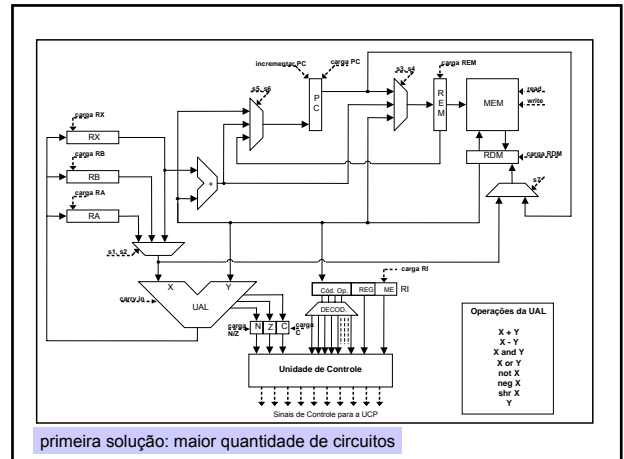 incrementar PC
carga PC
s3, s4
carga REM
s5, s6
P
C
R
E
M
MEM
read
write
carga RX
RX
RDM
carga RDM
carga RB
RB
+
s7
carga RA
RA
s1, s2
carga RI
X
Y
Cód. Op.
REG
ME
RI
carry in
UAL
DECOD.
carga
N/Z
N
Z
C
carga
C
Unidade de Controle
Sinais de Controle para a UCP
Operações da UAL
X + Y
X - Y
X and Y
X or Y
not X
neg X
shr X
Y
primeira solução: maior quantidade de circuitos